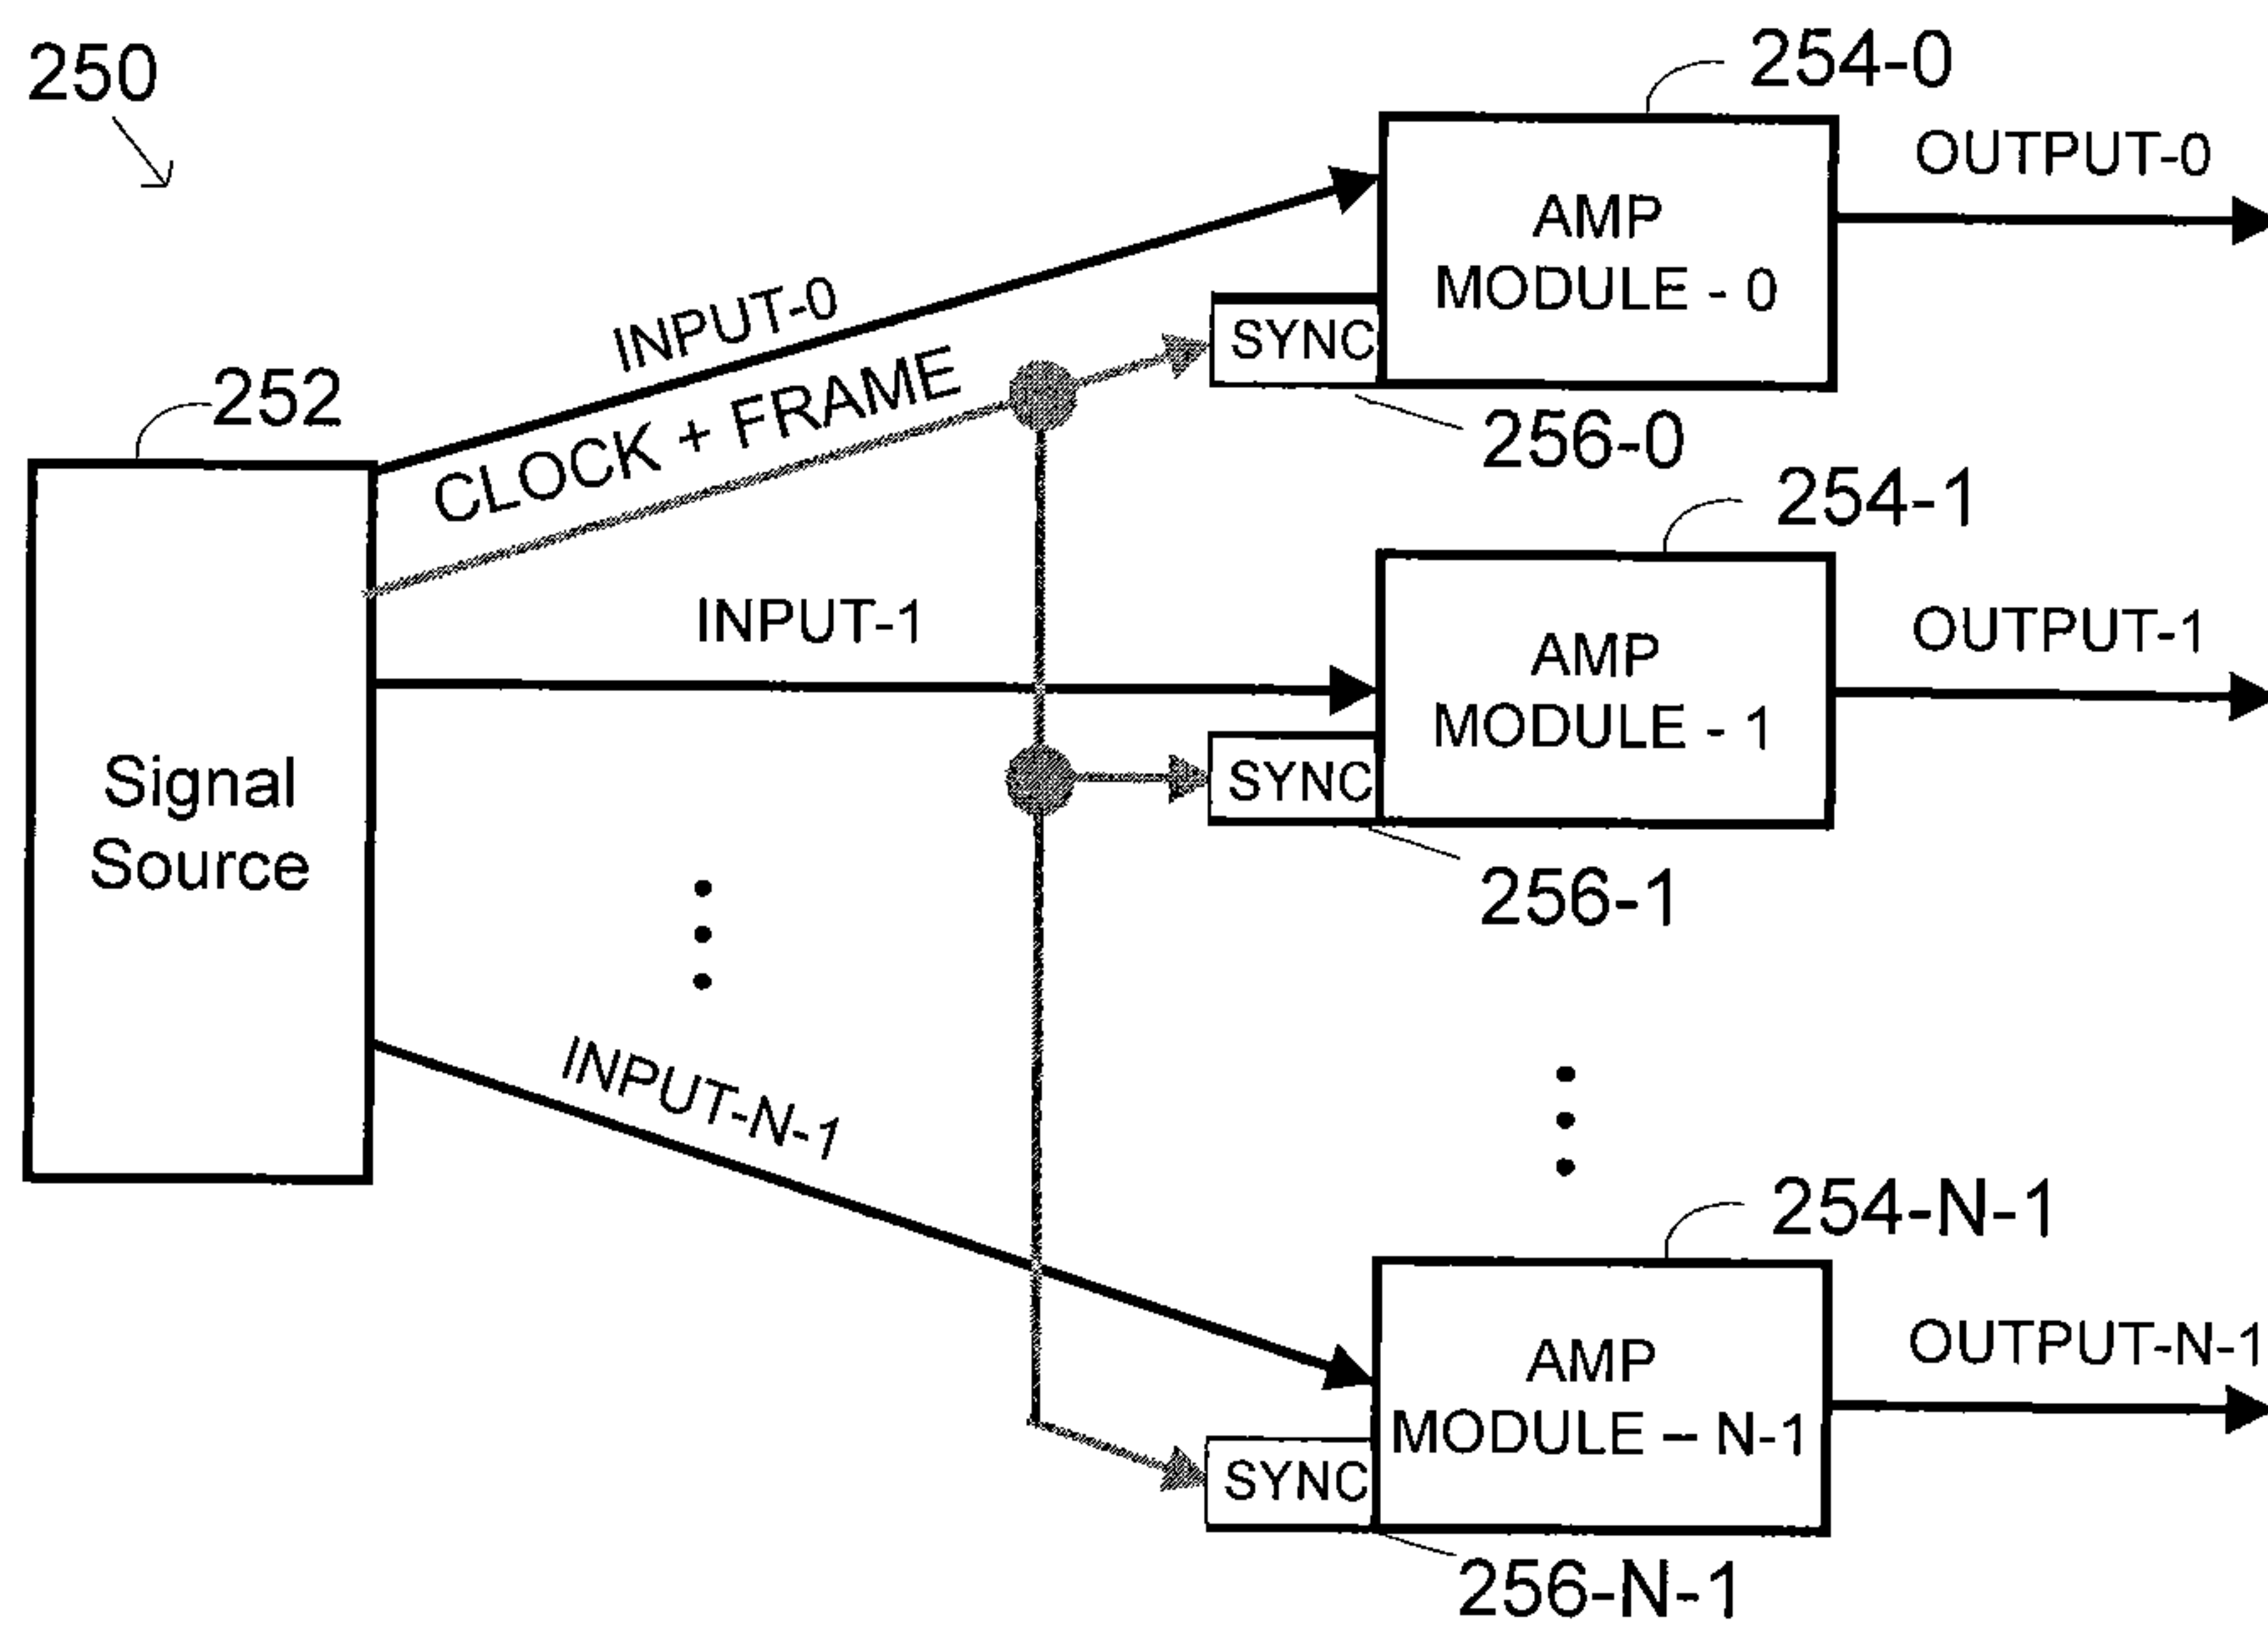 250
254-0
OUTPUT-0
AMP
MODULE - 0
INPUT-0
SYNC
CLOCK + FRAME
252
256-0
254-1
INPUT-1
OUTPUT-1
AMP
MODULE - 1
SYNC
Signal
Source
256-1
INPUT-N-1
254-N-1
OUTPUT-N-1
AMP
MODULE – N-1
SYNC
256-N-1